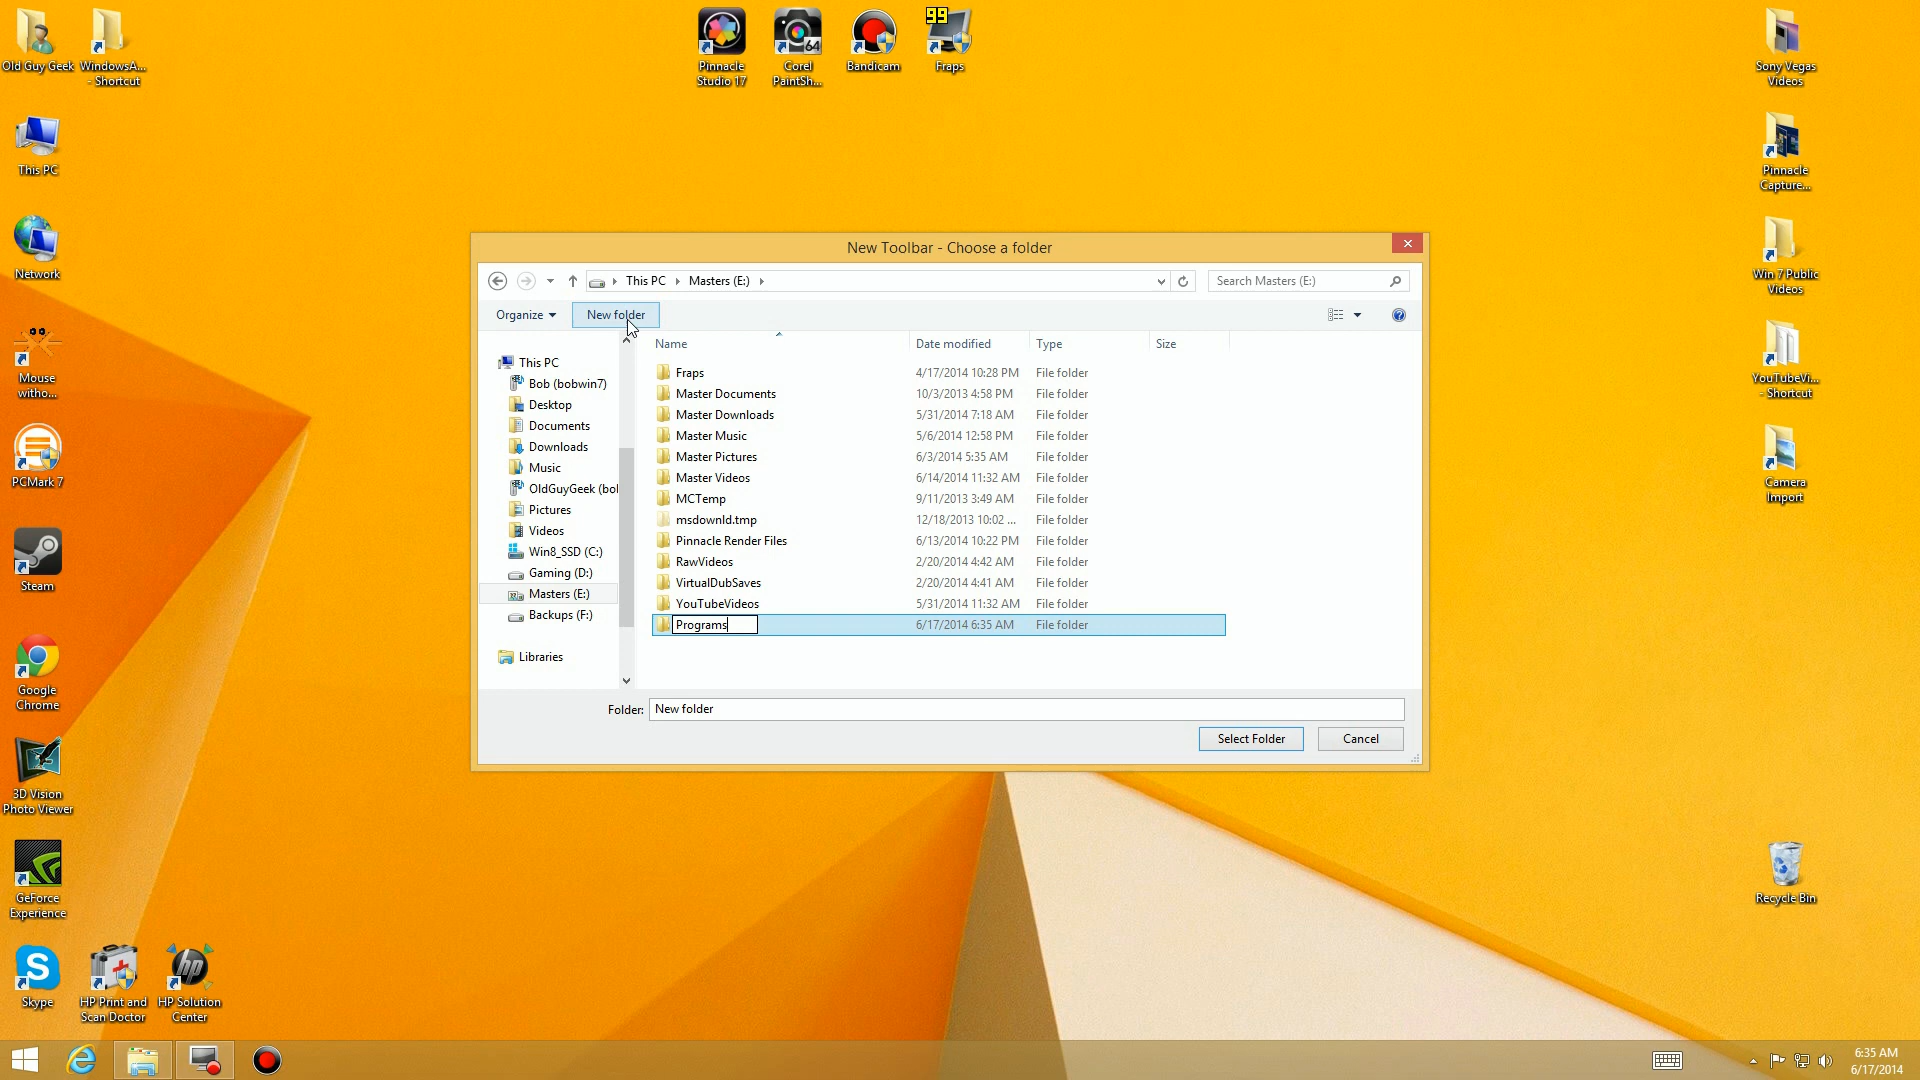 Old Guy Geek
WindowsA...
- Shortcut
Pinnacle
Studio 17
64
Corel
PaintSh...
Bandicam
99
Fraps
Sony Vegas
Videos
This PC
Pinnacle
Capture...
Network
Win 7 Public
Videos
Mouse
witho...
YouTubeVi...
- Shortcut
PCMark 7
Camera
Import
Steam
Google
Chrome
3D Vision
Photo Viewer
GeForce
Experience
Recycle Bin
Skype
HP Print and
Scan Doctor
hp
HP Solution
Center
New Toolbar - Choose a folder
This PC Masters (E:)
Search Masters (E:)
Organize
New folder
Name Date modified Type Size
This PC
Bob (bobwin7)
Desktop
Documents
Downloads
Music
OldGuyGeek (bol
Pictures
Videos
Win8_SSD (C:)
Gaming (D:)
Masters (E:)
Backups (F:)
Libraries
Fraps 4/17/2014 10:28 PM File folder
Master Documents 10/3/2013 4:58 PM File folder
Master Downloads 5/31/2014 7:18 AM File folder
Master Music 5/6/2014 12:58 PM File folder
Master Pictures 6/3/2014 5:35 AM File folder
Master Videos 6/14/2014 11:32 AM File folder
MCTemp 9/11/2013 3:49 AM File folder
msdownld.tmp 12/18/2013 10:02 ... File folder
Pinnacle Render Files 6/13/2014 10:22 PM File folder
RawVideos 2/20/2014 4:42 AM File folder
VirtualDubSaves 2/20/2014 4:41 AM File folder
YouTubeVideos 5/31/2014 11:32 AM File folder
Programs 6/17/2014 6:35 AM File folder
Folder: New folder
Select Folder
Cancel
6:35 AM
6/17/2014